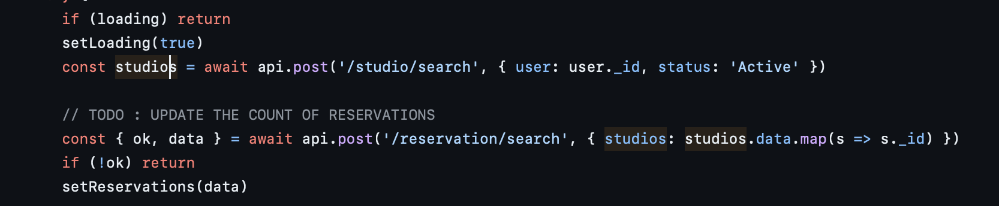 if (loading) return
setLoading(true)
const studios = await api.post('/studio/search', { user: user._id, status: 'Active' })
// TODO : UPDATE THE COUNT OF RESERVATIONS
const { ok, data } = await api.post('/reservation/search', { studios: studios.data.map(s => s._id) })
if (!ok) return
setReservations(data)